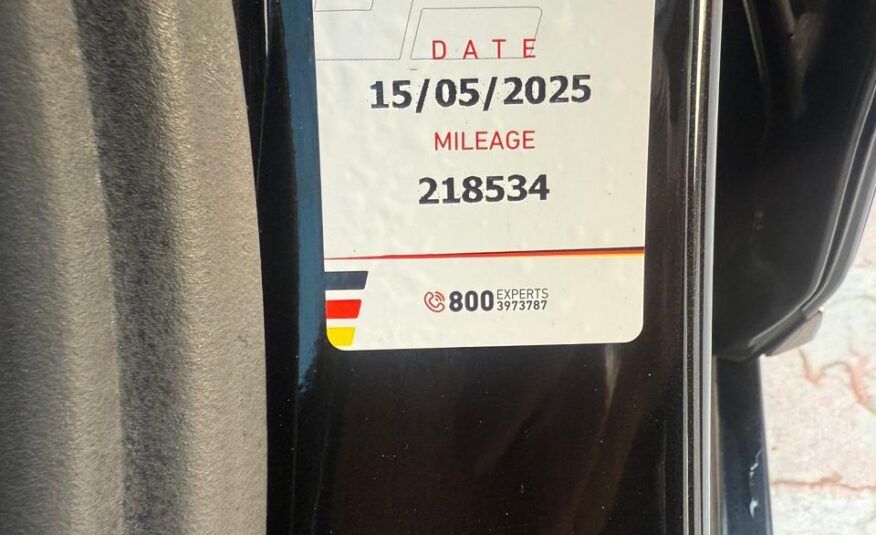 DATE
15/05/2025
MILEAGE
218534
800 EXPERTS
3973787